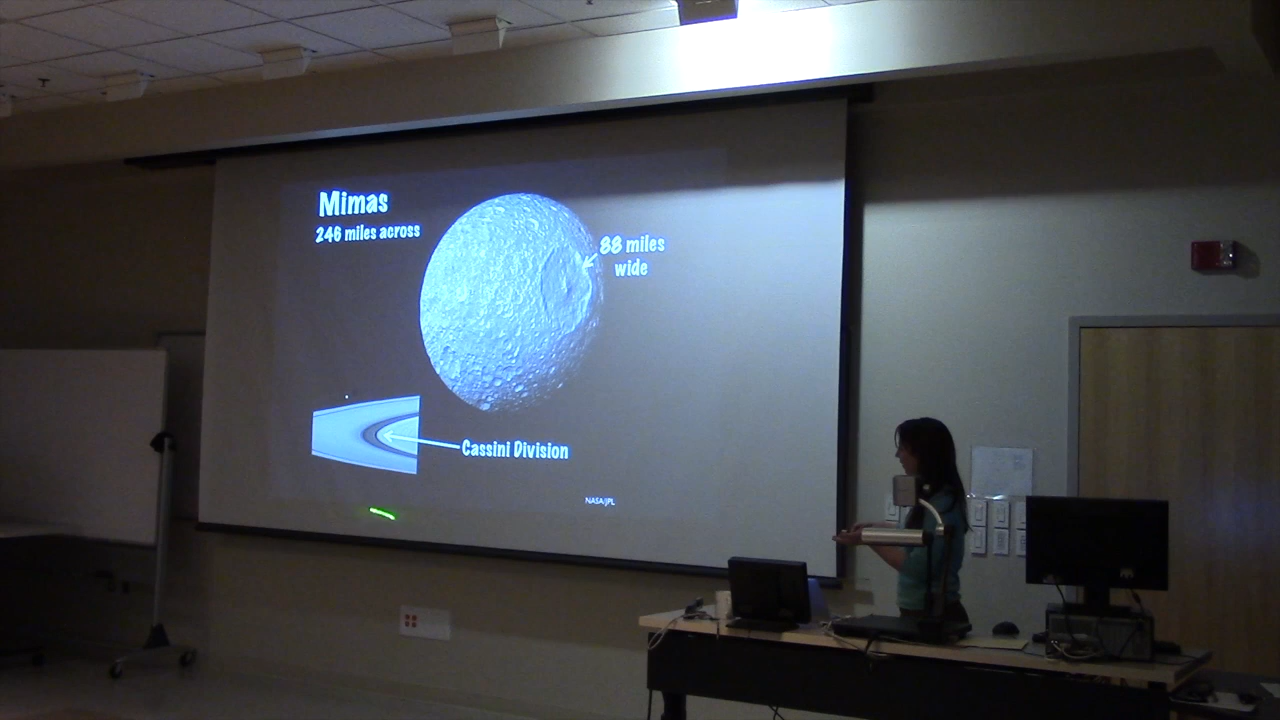 Mimas
246 miles across
88 miles
wide
Cassini Division
NASA/JPL